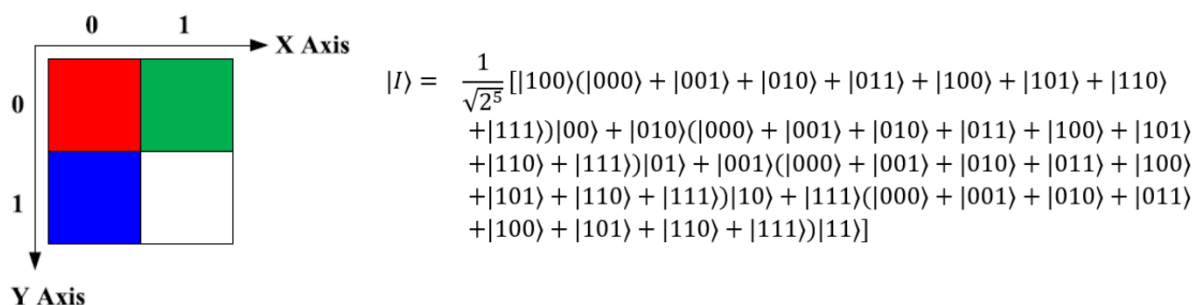 0 1
X Axis
0
1
Y Axis
|I⟩ = 1/√2⁵ [|100⟩(|000⟩ + |001⟩ + |010⟩ + |011⟩ + |100⟩ + |101⟩ + |110⟩
+|111⟩)|00⟩ + |010⟩(|000⟩ + |001⟩ + |010⟩ + |011⟩ + |100⟩ + |101⟩
+|110⟩ + |111⟩)|01⟩ + |001⟩(|000⟩ + |001⟩ + |010⟩ + |011⟩ + |100⟩
+|101⟩ + |110⟩ + |111⟩)|10⟩ + |111⟩(|000⟩ + |001⟩ + |010⟩ + |011⟩
+|100⟩ + |101⟩ + |110⟩ + |111⟩)|11⟩]